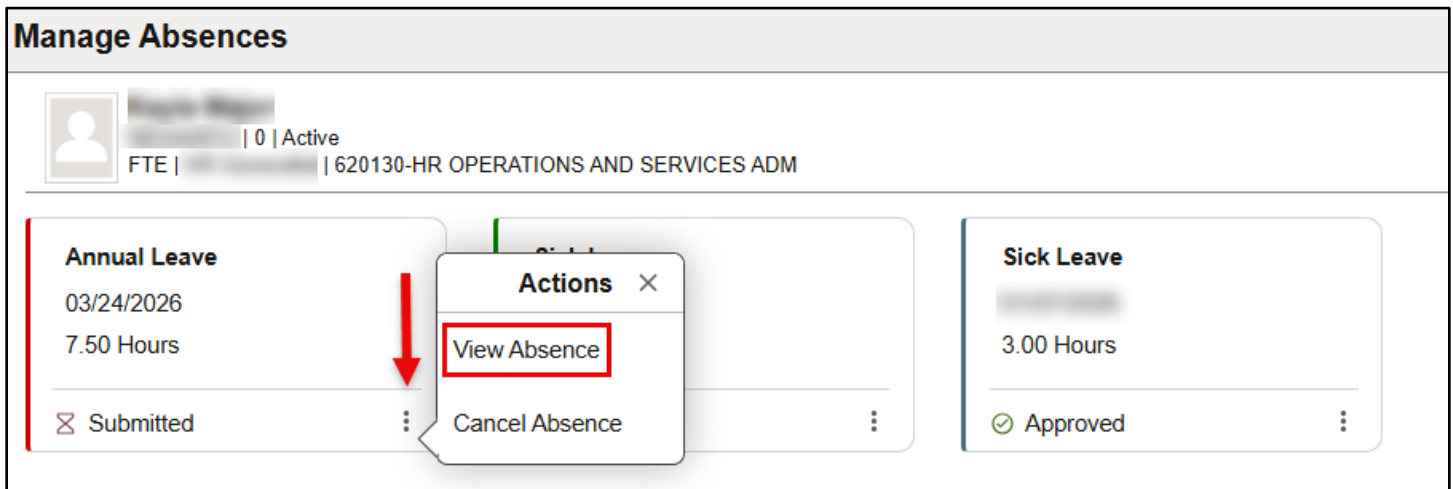 Manage Absences
| 0 | Active
FTE | | 620130-HR OPERATIONS AND SERVICES ADM
Annual Leave
03/24/2026
7.50 Hours
Submitted
Actions
View Absence
Cancel Absence
Sick Leave
3.00 Hours
Approved